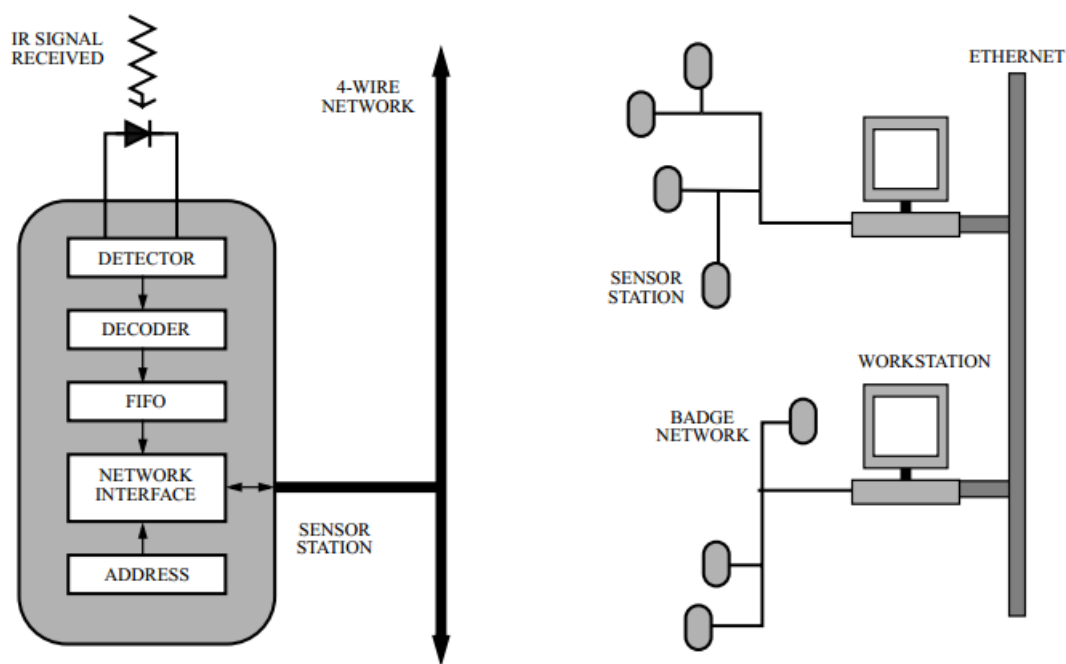 IR SIGNAL
RECEIVED
4-WIRE
NETWORK
DETECTOR
DECODER
FIFO
NETWORK
INTERFACE
ADDRESS
SENSOR
STATION
ETHERNET
SENSOR
STATION
WORKSTATION
BADGE
NETWORK